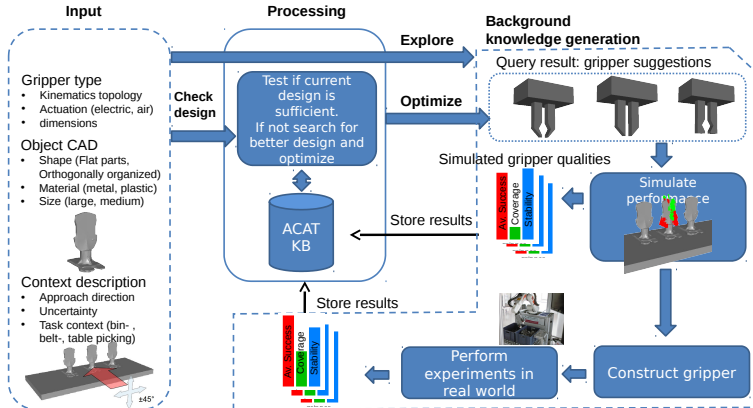 Input
Processing
Background
knowledge generation
Explore
Gripper type
• Kinematics topology
• Actuation (electric, air)
• dimensions
Object CAD
• Shape (Flat parts,
Orthogonally organized)
• Material (metal, plastic)
• Size (large, medium)
Context description
• Approach direction
• Uncertainty
• Task context (bin- ,
belt-, table picking)
±45°
Check
design
Test if current
design is
sufficient.
If not search for
better design and
optimize
Optimize
ACAT
KB
Query result: gripper suggestions
Simulated gripper qualities
Av. Success
Coverage
Stability
Simulate
performance
Store results
Store results
Av. Success
Coverage
Stability
Perform
experiments in
real world
Construct gripper